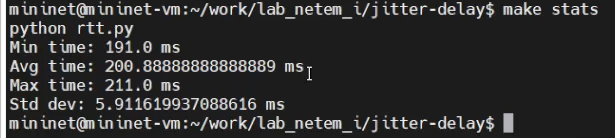 mininet@mininet-vm:~/work/lab_netem_i/jitter-delay$ make stats
python rtt.py
Min time: 191.0 ms
Avg time: 200.88888888888889 ms
Max time: 211.0 ms
Std dev: 5.911619937088616 ms
mininet@mininet-vm:~/work/lab_netem_i/jitter-delay$